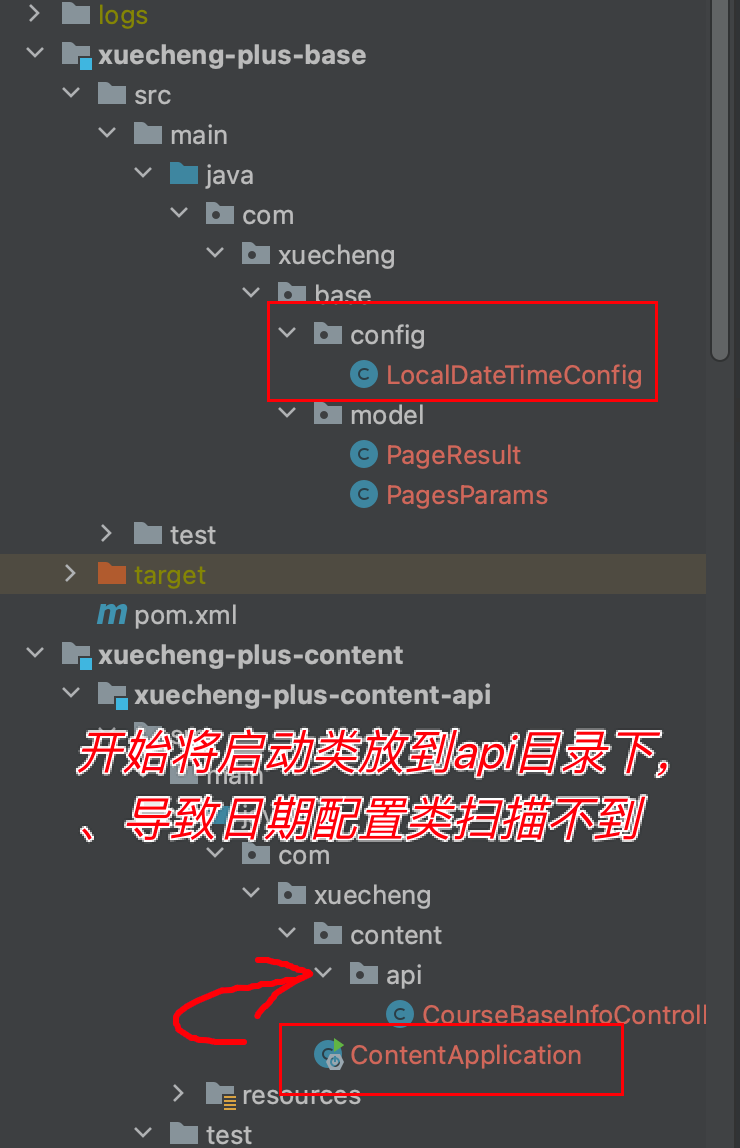 logs
xuecheng-plus-base
src
main
java
com
xuecheng
base
config
LocalDateTimeConfig
model
PageResult
PagesParams
test
target
pom.xml
xuecheng-plus-content
xuecheng-plus-content-api
开始将启动类放到api目录下,
main
、导致日期配置类扫描不到
com
xuecheng
content
api
CourseBaseInfoControll
ContentApplication
resources
test